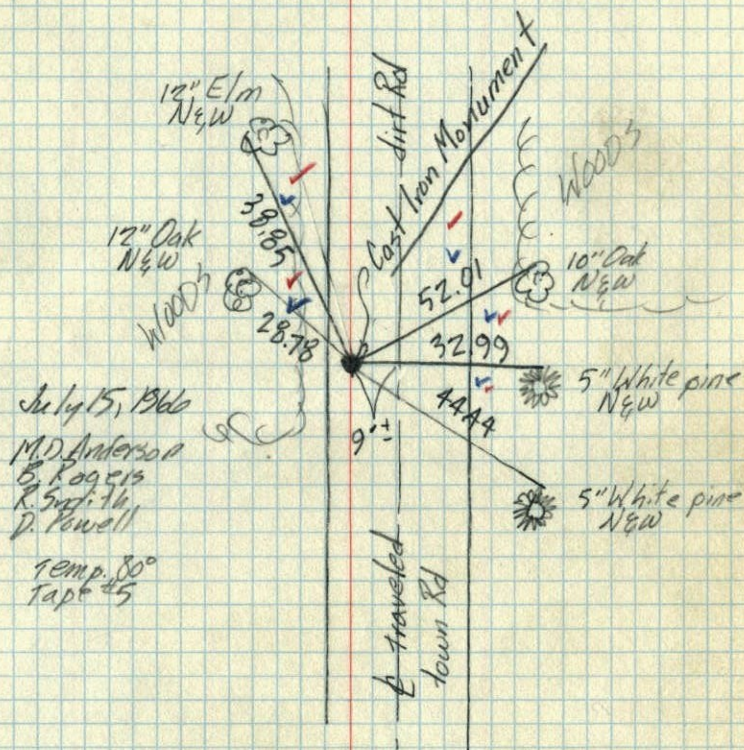 12" Elm
N&W
dirt Rd
Cast Iron Monument
WOODS
38.85
12" Oak
N&W
52.01
10" Oak
N&W
WOODS
28.78
32.99
5" White pine
N&W
44.44
9'±
July 15, 1966
M.D. Anderson
B. Rogers
R. Smith
D. Powell
5" White pine
N&W
Temp. 80°
Tape #5
℄ traveled
town Rd